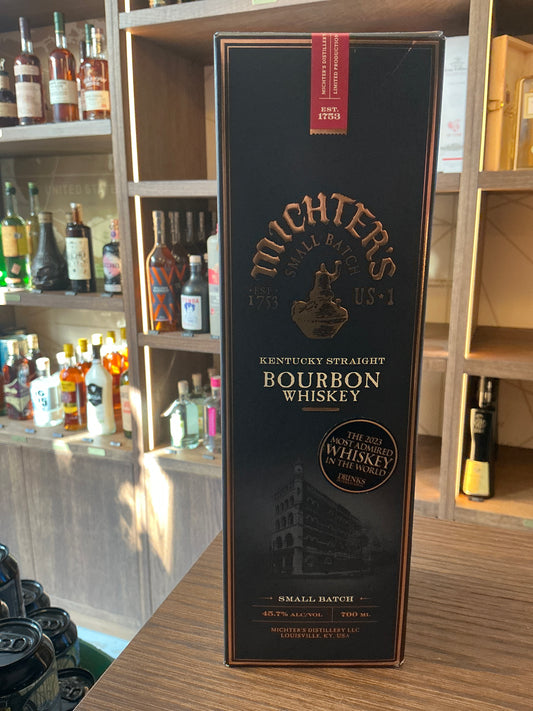 MICHTER'S DISTILLERY
LIMITED PRODUCTION
EST.
1753
MICHTER'S
SMALL BATCH
·EST·
1753
US★1
KENTUCKY STRAIGHT
BOURBON
WHISKEY
THE 2023
MOST ADMIRED
WHISKEY
IN THE WORLD
DRINKS
SMALL BATCH
45.7% ALC/VOL
700 ML
MICHTER'S DISTILLERY LLC
LOUISVILLE, KY, USA
UNITED STATE